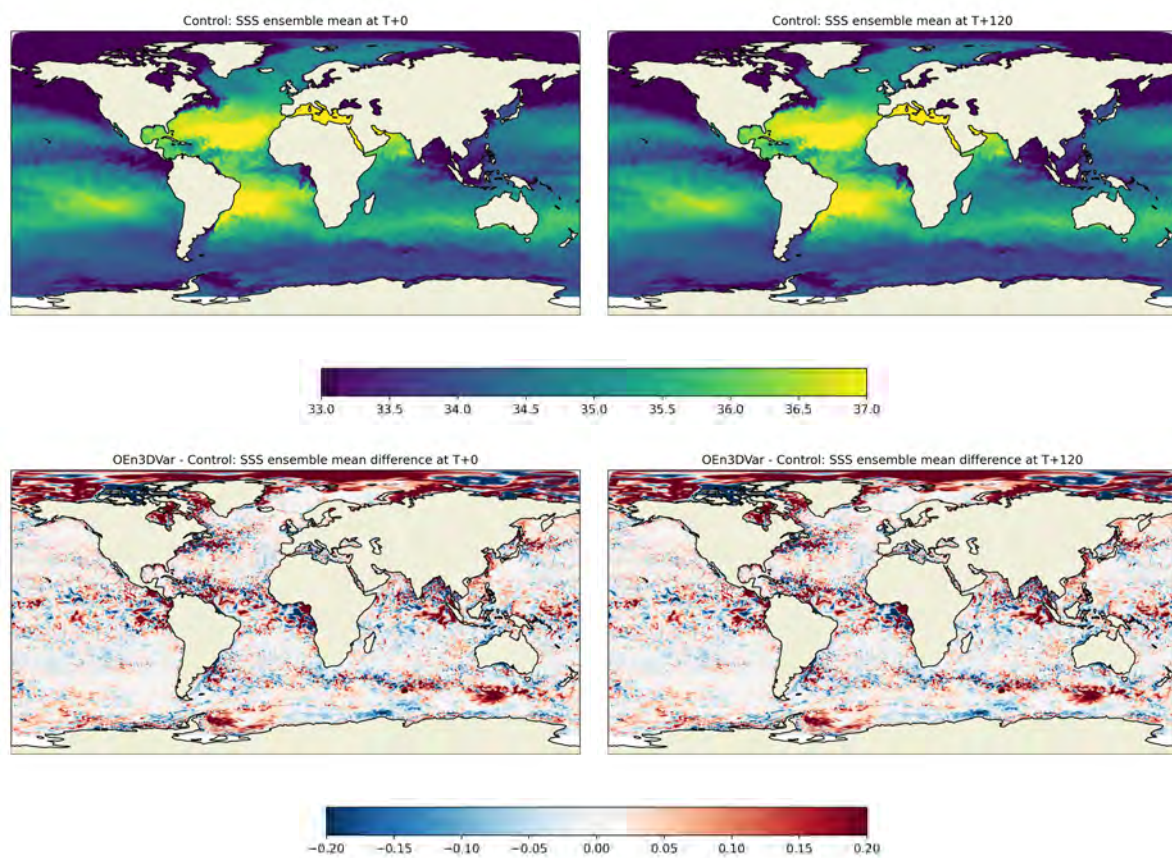 Control: SSS ensemble mean at T+0
Control: SSS ensemble mean at T+120
33.0 33.5 34.0 34.5 35.0 35.5 36.0 36.5 37.0
OEn3DVar - Control: SSS ensemble mean difference at T+0
OEn3DVar - Control: SSS ensemble mean difference at T+120
−0.20 −0.15 −0.10 −0.05 0.00 0.05 0.10 0.15 0.20